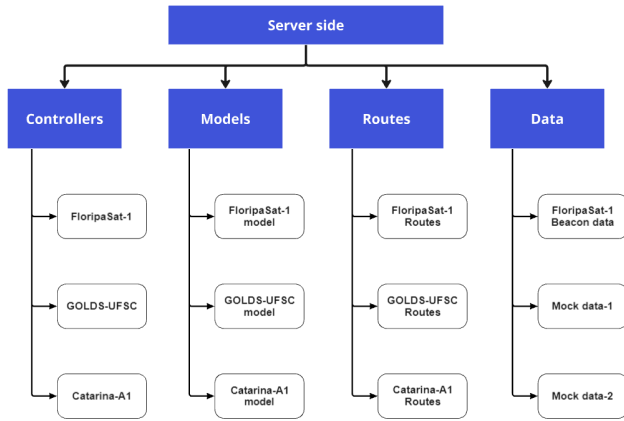 Server side
Controllers
Models
Routes
Data
FloripaSat-1
FloripaSat-1
model
FloripaSat-1
Routes
FloripaSat-1
Beacon data
GOLDS-UFSC
GOLDS-UFSC
model
GOLDS-UFSC
Routes
Mock data-1
Catarina-A1
Catarina-A1
model
Catarina-A1
Routes
Mock data-2